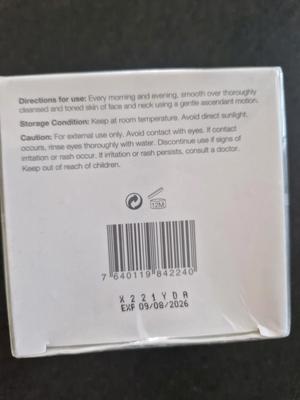 Directions for use: Every morning and evening, smooth over thoroughly
cleansed and toned skin of face and neck using a gentle ascendant motion.
Storage Condition: Keep at room temperature. Avoid direct sunlight.
Caution: For external use only. Avoid contact with eyes. If contact
occurs, rinse eyes thoroughly with water. Discontinue use if signs of
irritation or rash occur. If irritation or rash persists, consult a doctor.
Keep out of reach of children.
12M
7 640119 842240
X221YDA
EXP 09/08/2026